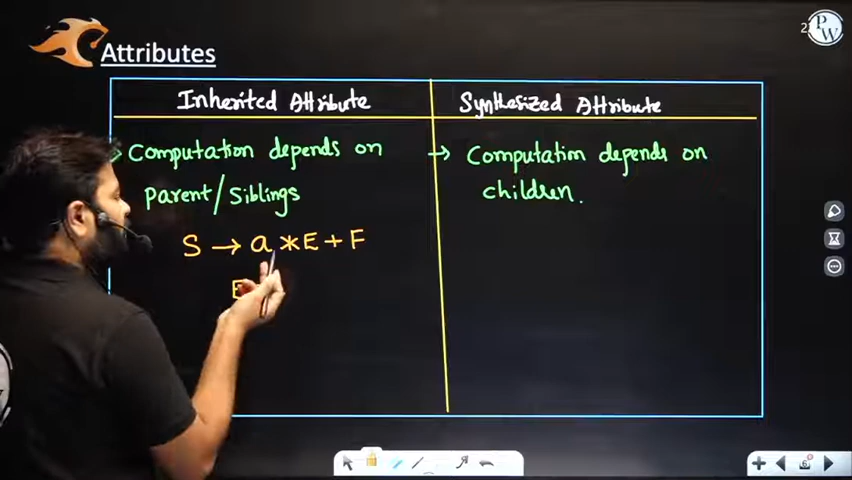 Attributes
Inherited Attribute
Synthesized Attribute
Computation depends on
Parent/Siblings
→ Computation depends on
children.
S → a * E + F
P
W